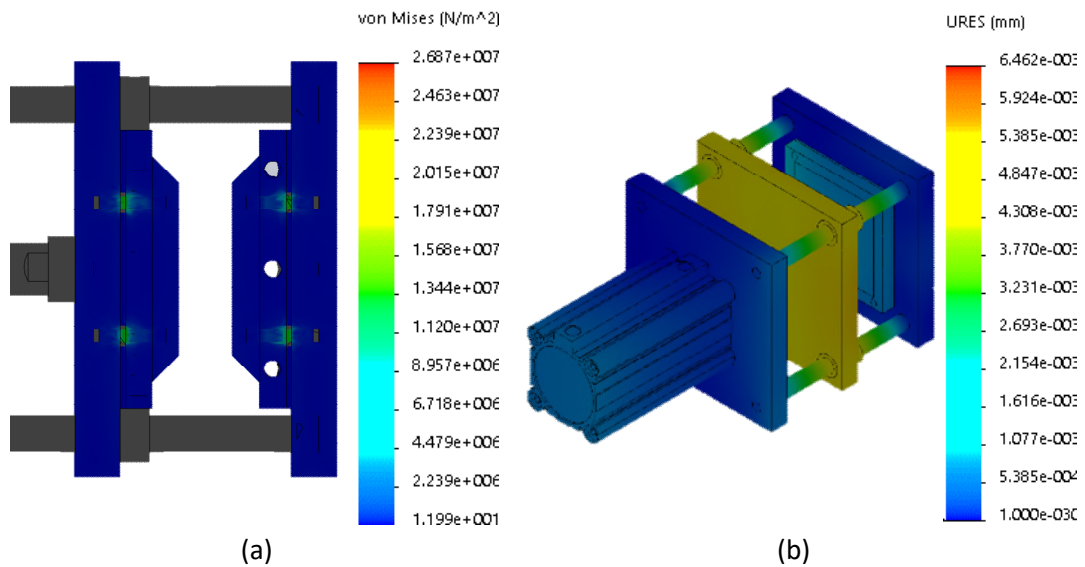 von Mises (N/m^2)
2.687e+007
2.463e+007
2.239e+007
2.015e+007
1.791e+007
1.568e+007
1.344e+007
1.120e+007
8.957e+006
6.718e+006
4.479e+006
2.239e+006
1.199e+001
(a)
URES (mm)
6.462e-003
5.924e-003
5.385e-003
4.847e-003
4.308e-003
3.770e-003
3.231e-003
2.693e-003
2.154e-003
1.616e-003
1.077e-003
5.385e-004
1.000e-030
(b)